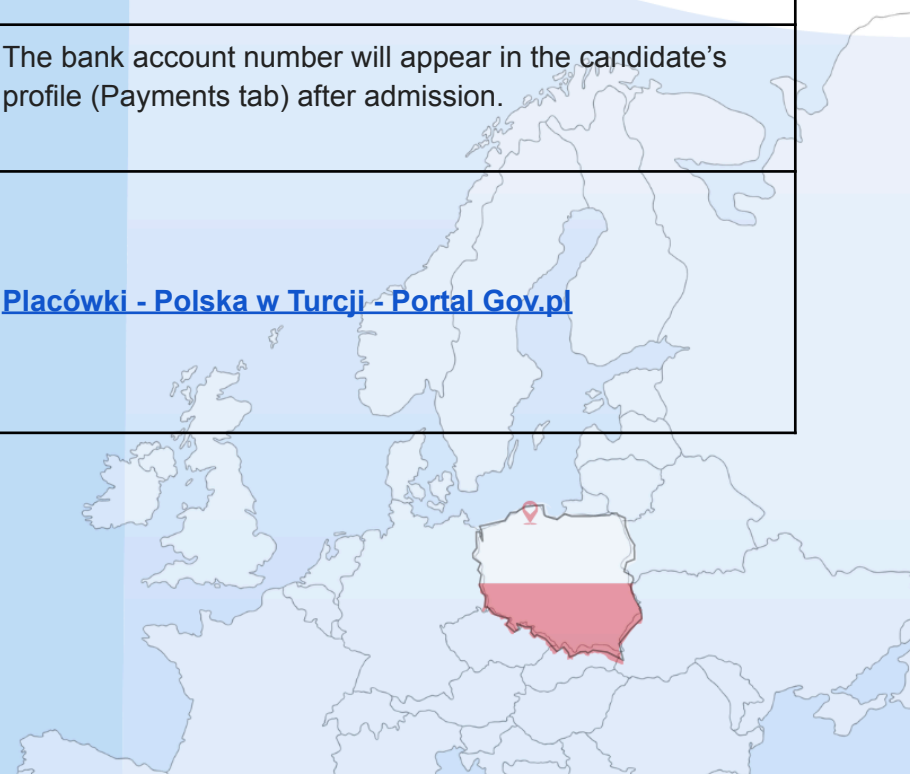 The bank account number will appear in the candidate’s
profile (Payments tab) after admission.
Placówki - Polska w Turcji - Portal Gov.pl